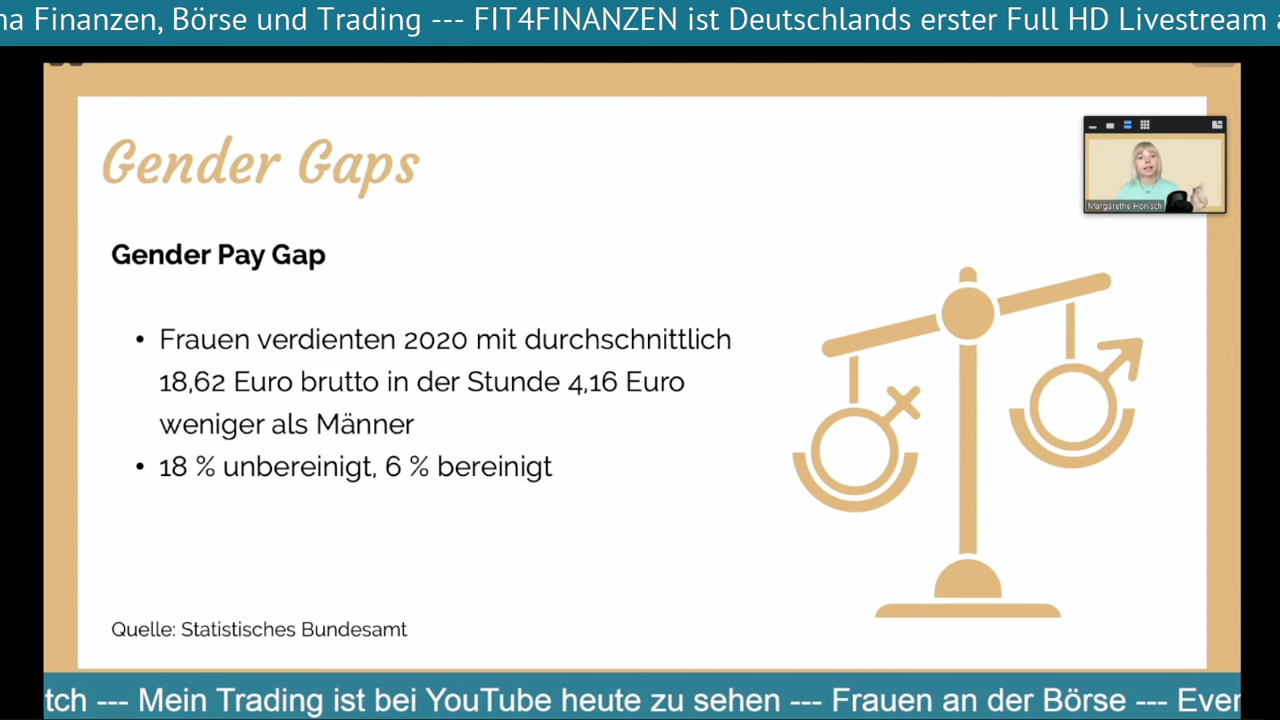 na Finanzen, Börse und Trading --- FIT4FINANZEN ist Deutschlands erster Full HD Livestream a
Gender Gaps
Margarethe Honisch
Gender Pay Gap
• Frauen verdienten 2020 mit durchschnittlich
18,62 Euro brutto in der Stunde 4,16 Euro
weniger als Männer
• 18 % unbereinigt, 6 % bereinigt
Quelle: Statistisches Bundesamt
tch --- Mein Trading ist bei YouTube heute zu sehen --- Frauen an der Börse --- Ever